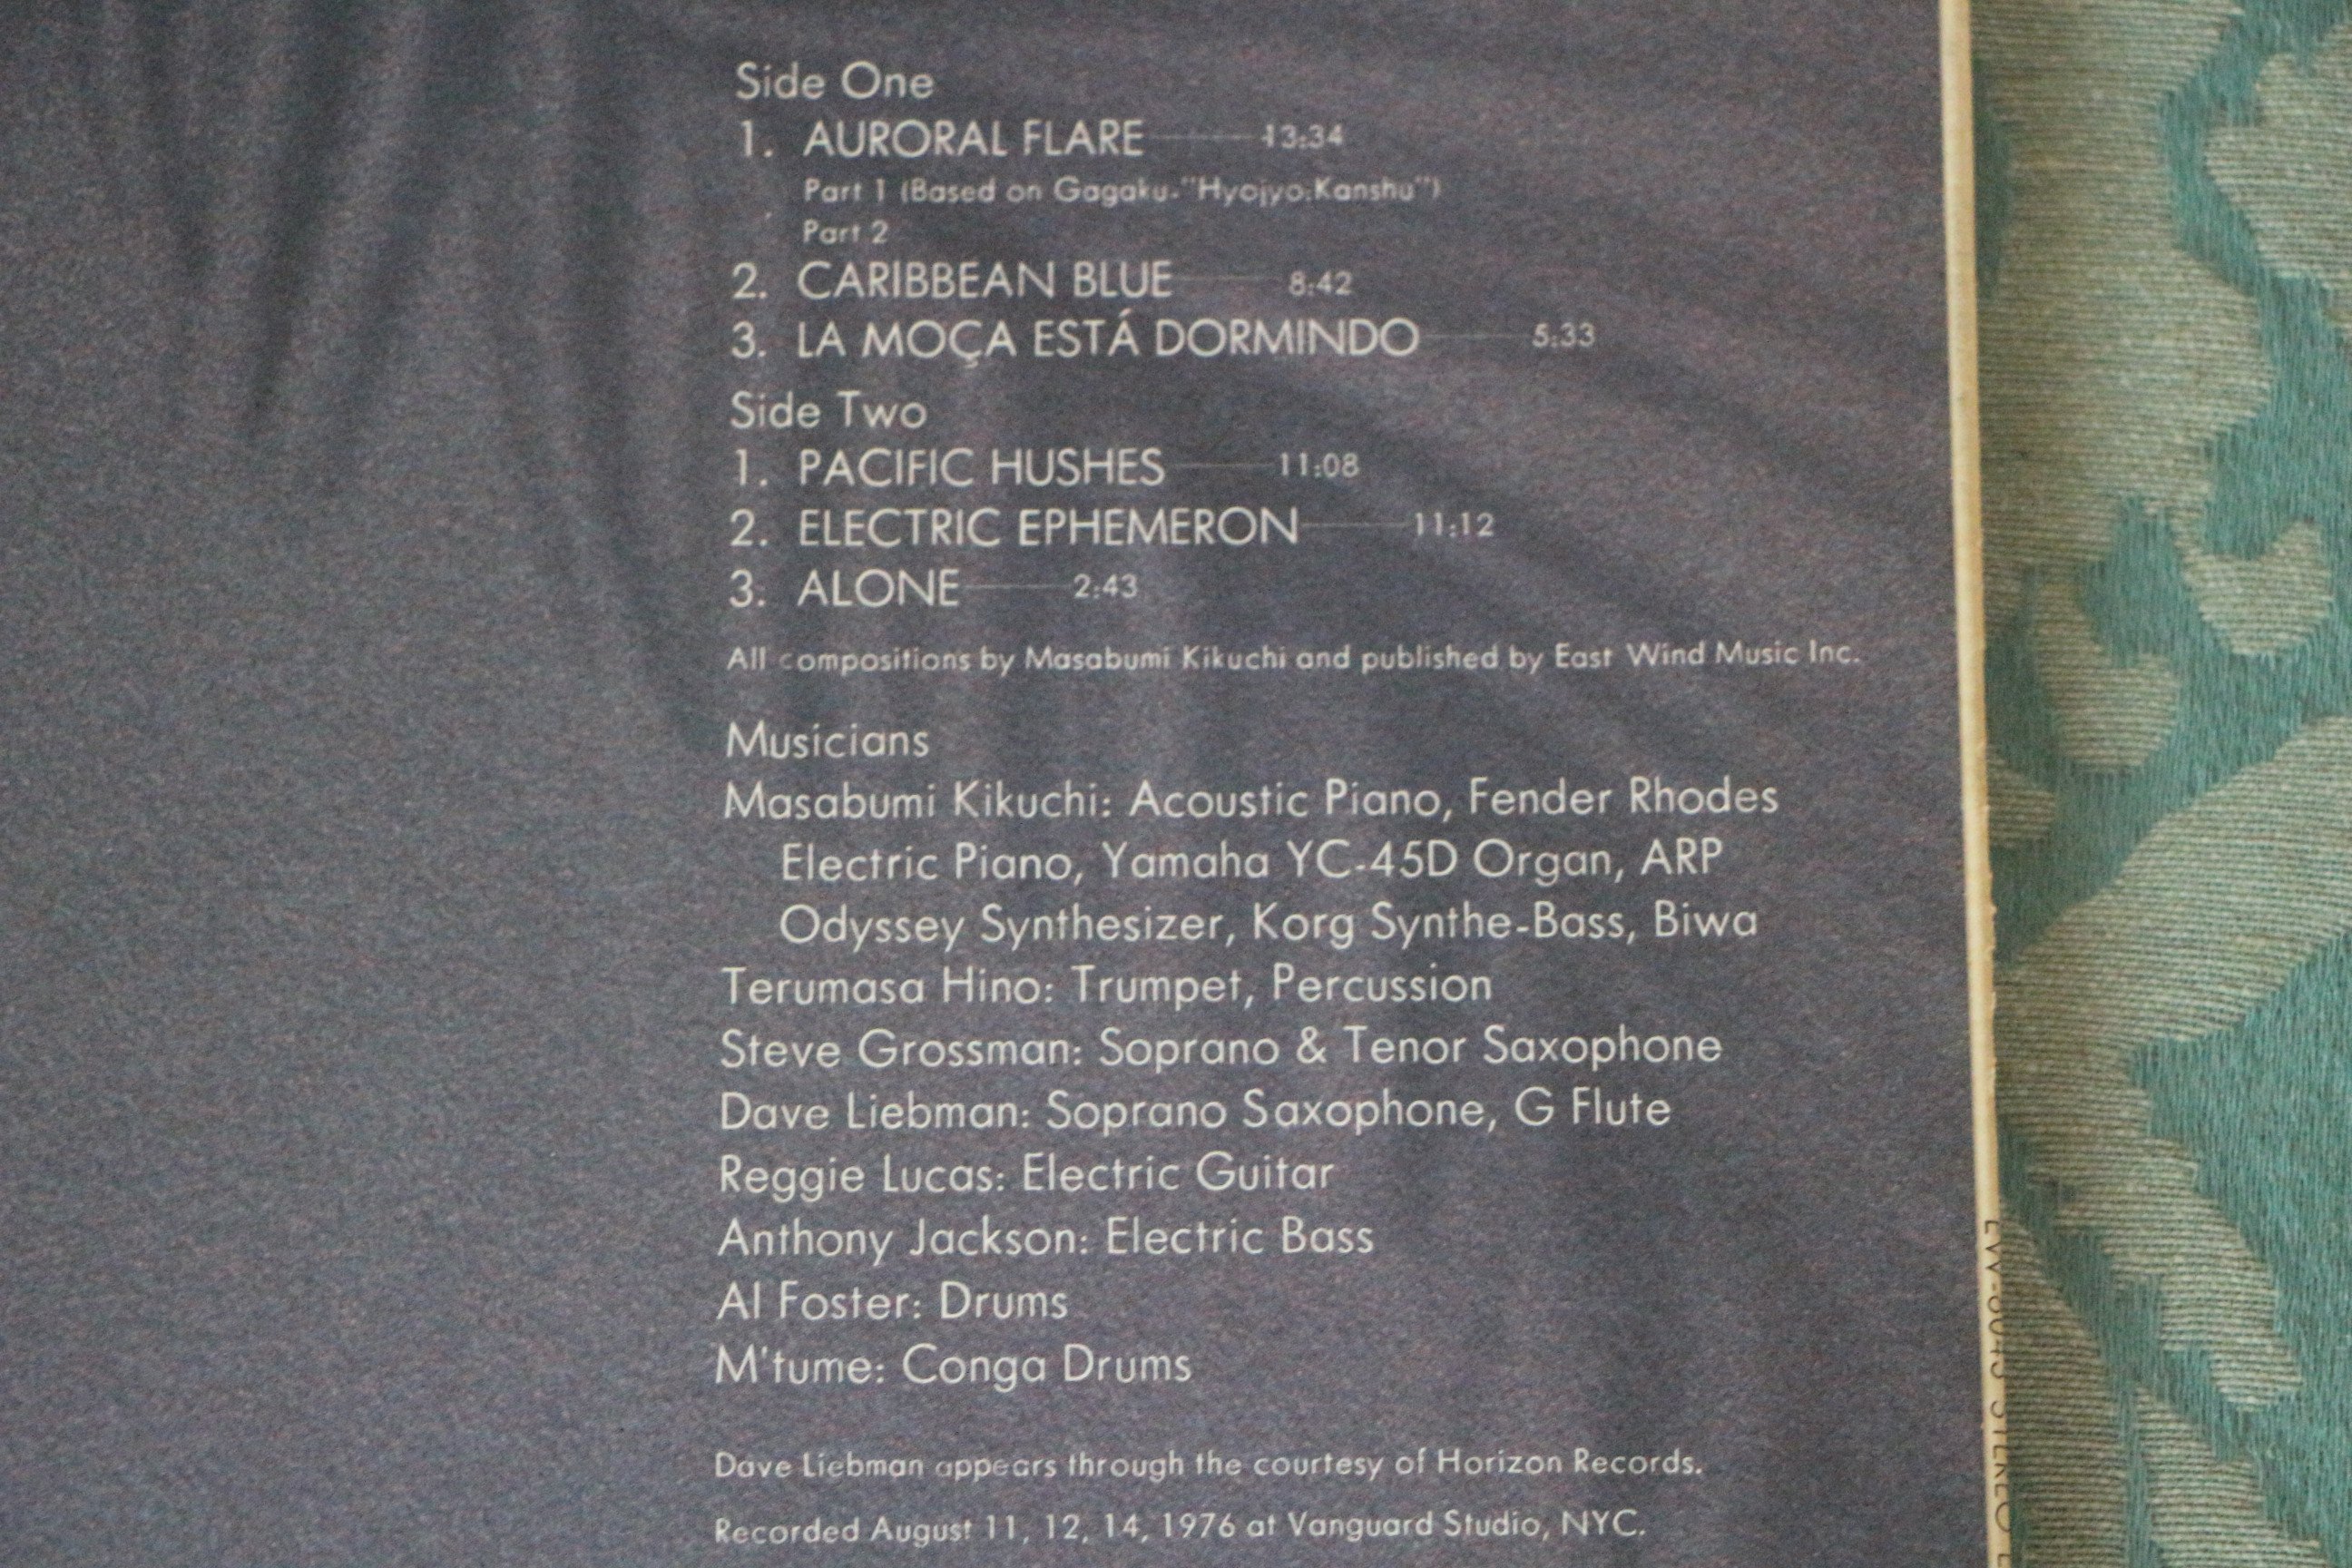 Side One
1. AURORAL FLARE 13:34
Part 1 (Based on Gagaku-"Hyojyo.Kanshu")
Part 2
2. CARIBBEAN BLUE 8:42
3. LA MOÇA ESTÁ DORMINDO 5:33
Side Two
1. PACIFIC HUSHES 11:08
2. ELECTRIC EPHEMERON 11:12
3. ALONE 2:43
All compositions by Masabumi Kikuchi and published by East Wind Music Inc.
Musicians
Masabumi Kikuchi: Acoustic Piano, Fender Rhodes
Electric Piano, Yamaha YC-45D Organ, ARP
Odyssey Synthesizer, Korg Synthe-Bass, Biwa
Terumasa Hino: Trumpet, Percussion
Steve Grossman: Soprano & Tenor Saxophone
Dave Liebman: Soprano Saxophone, G Flute
Reggie Lucas: Electric Guitar
Anthony Jackson: Electric Bass
Al Foster: Drums
M'tume: Conga Drums
Dave Liebman appears through the courtesy of Horizon Records.
Recorded August 11, 12, 14, 1976 at Vanguard Studio, NYC.
STEREO